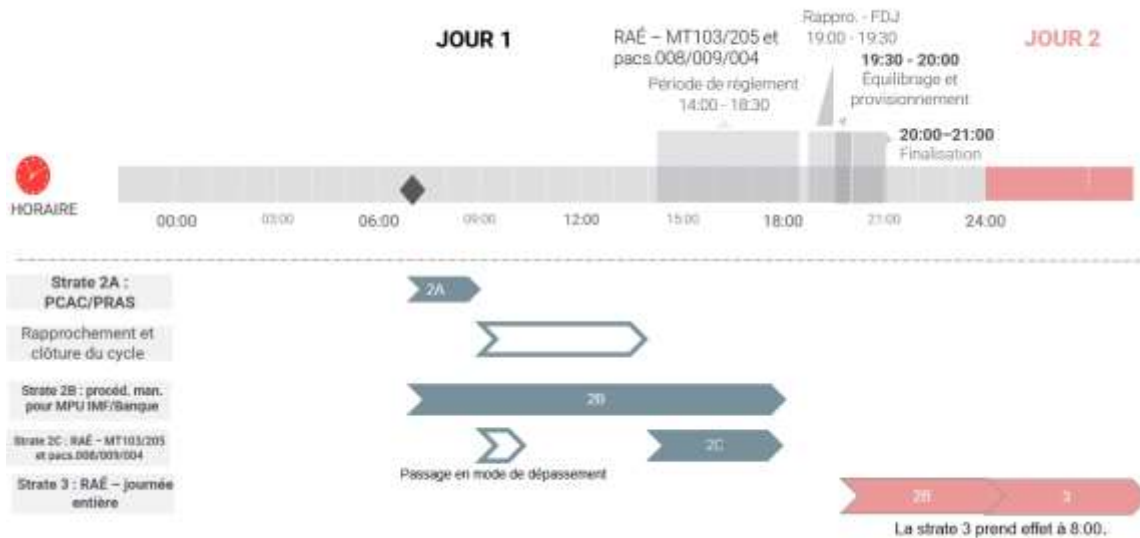 JOUR 1
RAÉ – MT103/205 et
pacs.008/009/004
Période de règlement
14:00 - 18:30
Rappro. - FDJ
19:00 - 19:30
19:30 - 20:00
Équilibrage et
provisionnement
20:00–21:00
Finalisation
JOUR 2
HORAIRE
00:00 03:00 06:00 09:00 12:00 15:00 18:00 21:00 24:00
Strate 2A :
PCAC/PRAS
2A
Rapprochement et
clôture du cycle
Strate 2B : procéd. man.
pour MPU IMF/Banque
2B
Strate 2C : RAÉ – MT103/205
et pacs.008/009/004
2C
Passage en mode de dépassement
Strate 3 : RAÉ – journée
entière
2B 3
La strate 3 prend effet à 8:00.